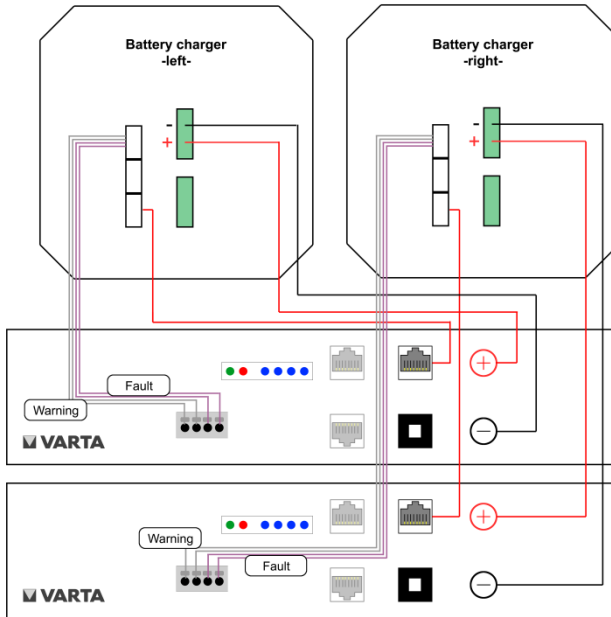 Battery charger
-left-
Battery charger
-right-
-
+
-
+
Fault
Warning
+
−
VARTA
Warning
Fault
+
−
VARTA